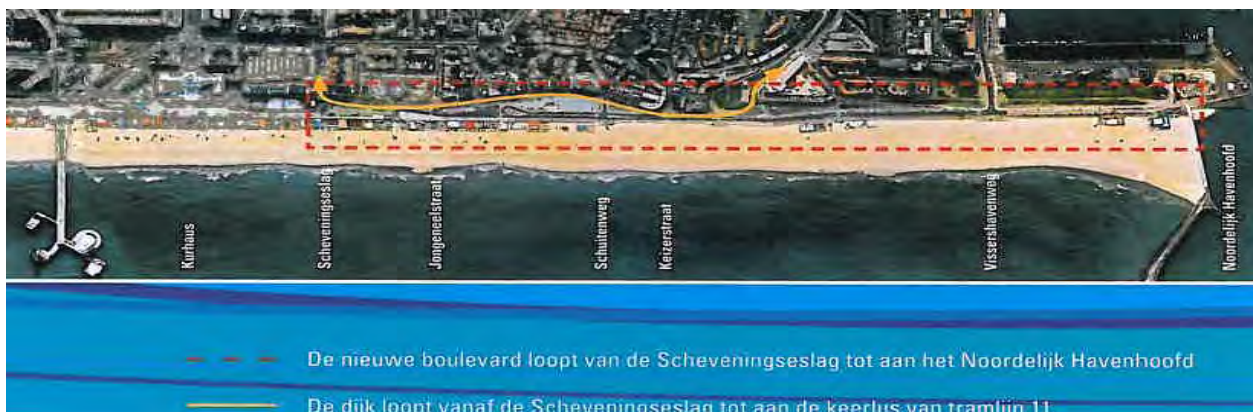 Kurhaus
Scheveningseslag
Jongeneelstraat
Schuitenweg
Keizerstraat
Vissershavenweg
Noordelijk Havenhoofd
De nieuwe boulevard loopt van de Scheveningseslag tot aan het Noordelijk Havenhoofd
De dijk loopt vanaf de Scheveningseslag tot aan de keerlus van tramlijn 11